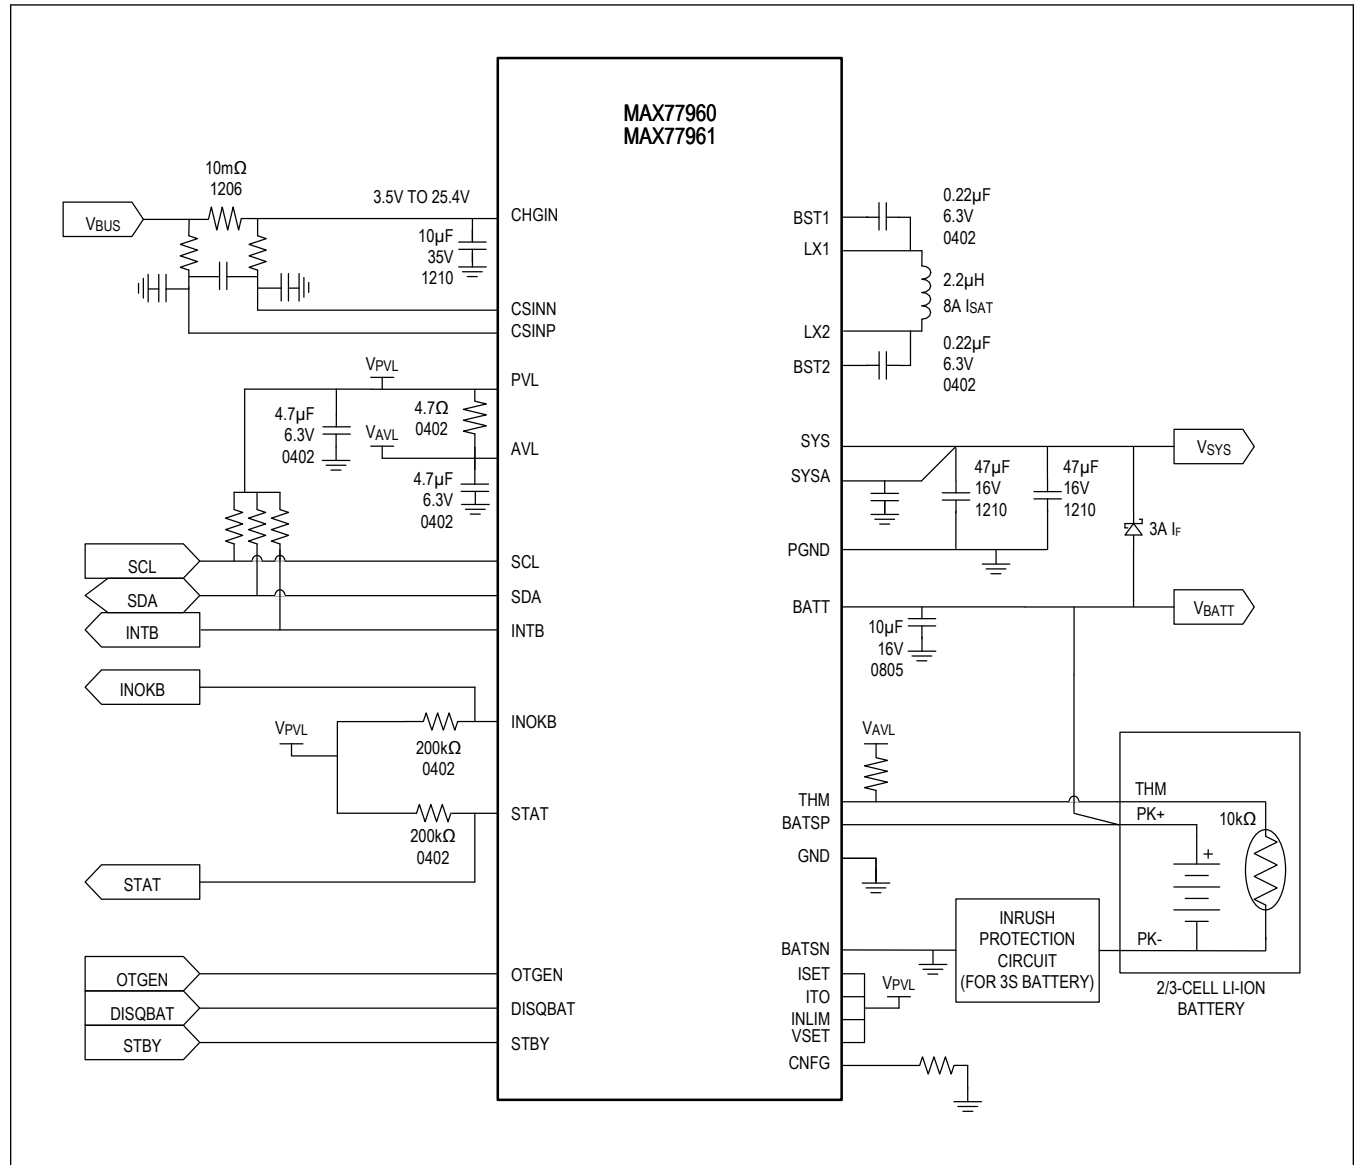 MAX77960
MAX77961
10mΩ
1206
3.5V TO 25.4V
VBUS
CHGIN
10µF
35V
1210
CSINN
CSINP
VPVL
PVL
4.7µF
6.3V
0402
4.7Ω
0402
VAVL
AVL
4.7µF
6.3V
0402
SCL
SCL
SDA
SDA
INTB
INTB
INOKB
INOKB
VPVL
200kΩ
0402
STAT
200kΩ
0402
STAT
OTGEN
OTGEN
DISQBAT
DISQBAT
STBY
STBY
BST1
0.22µF
6.3V
0402
LX1
2.2µH
8A ISAT
LX2
BST2
0.22µF
6.3V
0402
SYS
VSYS
SYSA
47µF
16V
1210
47µF
16V
1210
3A IF
PGND
BATT
VBATT
10µF
16V
0805
VAVL
THM
THM
BATSP
PK+
10kΩ
+
GND
BATSN
INRUSH
PROTECTION
CIRCUIT
(FOR 3S BATTERY)
PK-
2/3-CELL LI-ION
BATTERY
ISET
ITO
INLIM
VSET
VPVL
CNFG